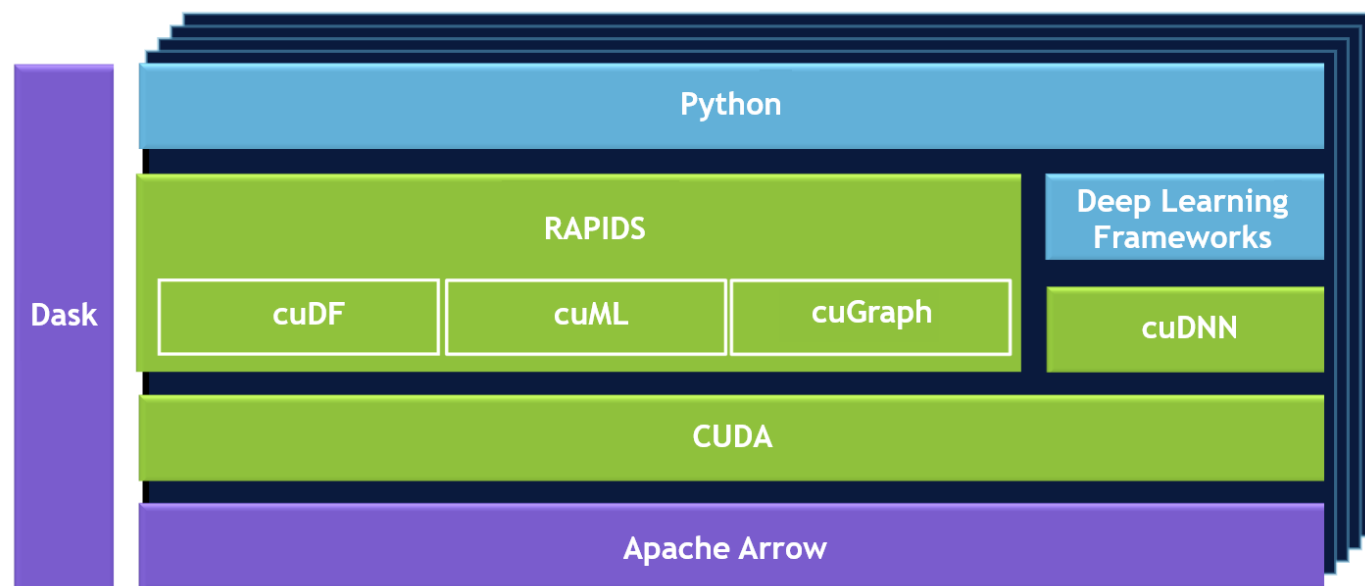 Python
Deep Learning
Frameworks
RAPIDS
cuDF
cuML
cuGraph
Dask
cuDNN
CUDA
Apache Arrow